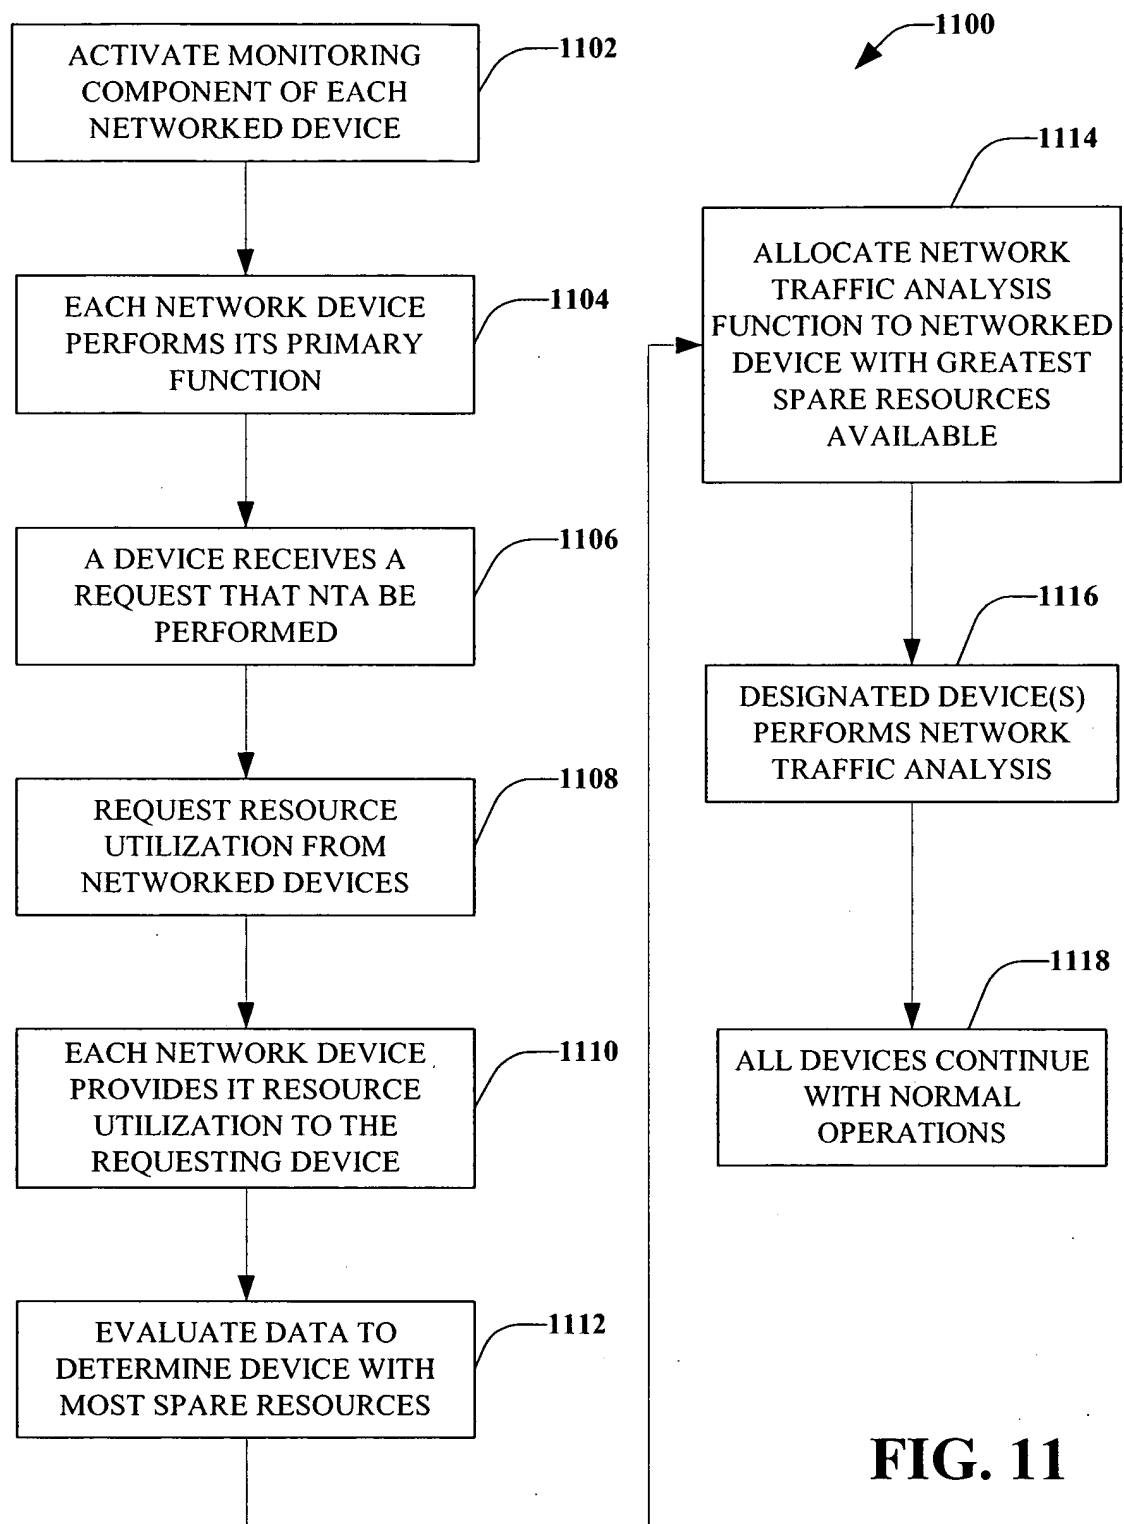 1100
ACTIVATE MONITORING
COMPONENT OF EACH
NETWORKED DEVICE
1102
EACH NETWORK DEVICE
PERFORMS ITS PRIMARY
FUNCTION
1104
A DEVICE RECEIVES A
REQUEST THAT NTA BE
PERFORMED
1106
REQUEST RESOURCE
UTILIZATION FROM
NETWORKED DEVICES
1108
EACH NETWORK DEVICE
PROVIDES IT RESOURCE
UTILIZATION TO THE
REQUESTING DEVICE
1110
EVALUATE DATA TO
DETERMINE DEVICE WITH
MOST SPARE RESOURCES
1112
1114
ALLOCATE NETWORK
TRAFFIC ANALYSIS
FUNCTION TO NETWORKED
DEVICE WITH GREATEST
SPARE RESOURCES
AVAILABLE
1116
DESIGNATED DEVICE(S)
PERFORMS NETWORK
TRAFFIC ANALYSIS
1118
ALL DEVICES CONTINUE
WITH NORMAL
OPERATIONS
FIG. 11